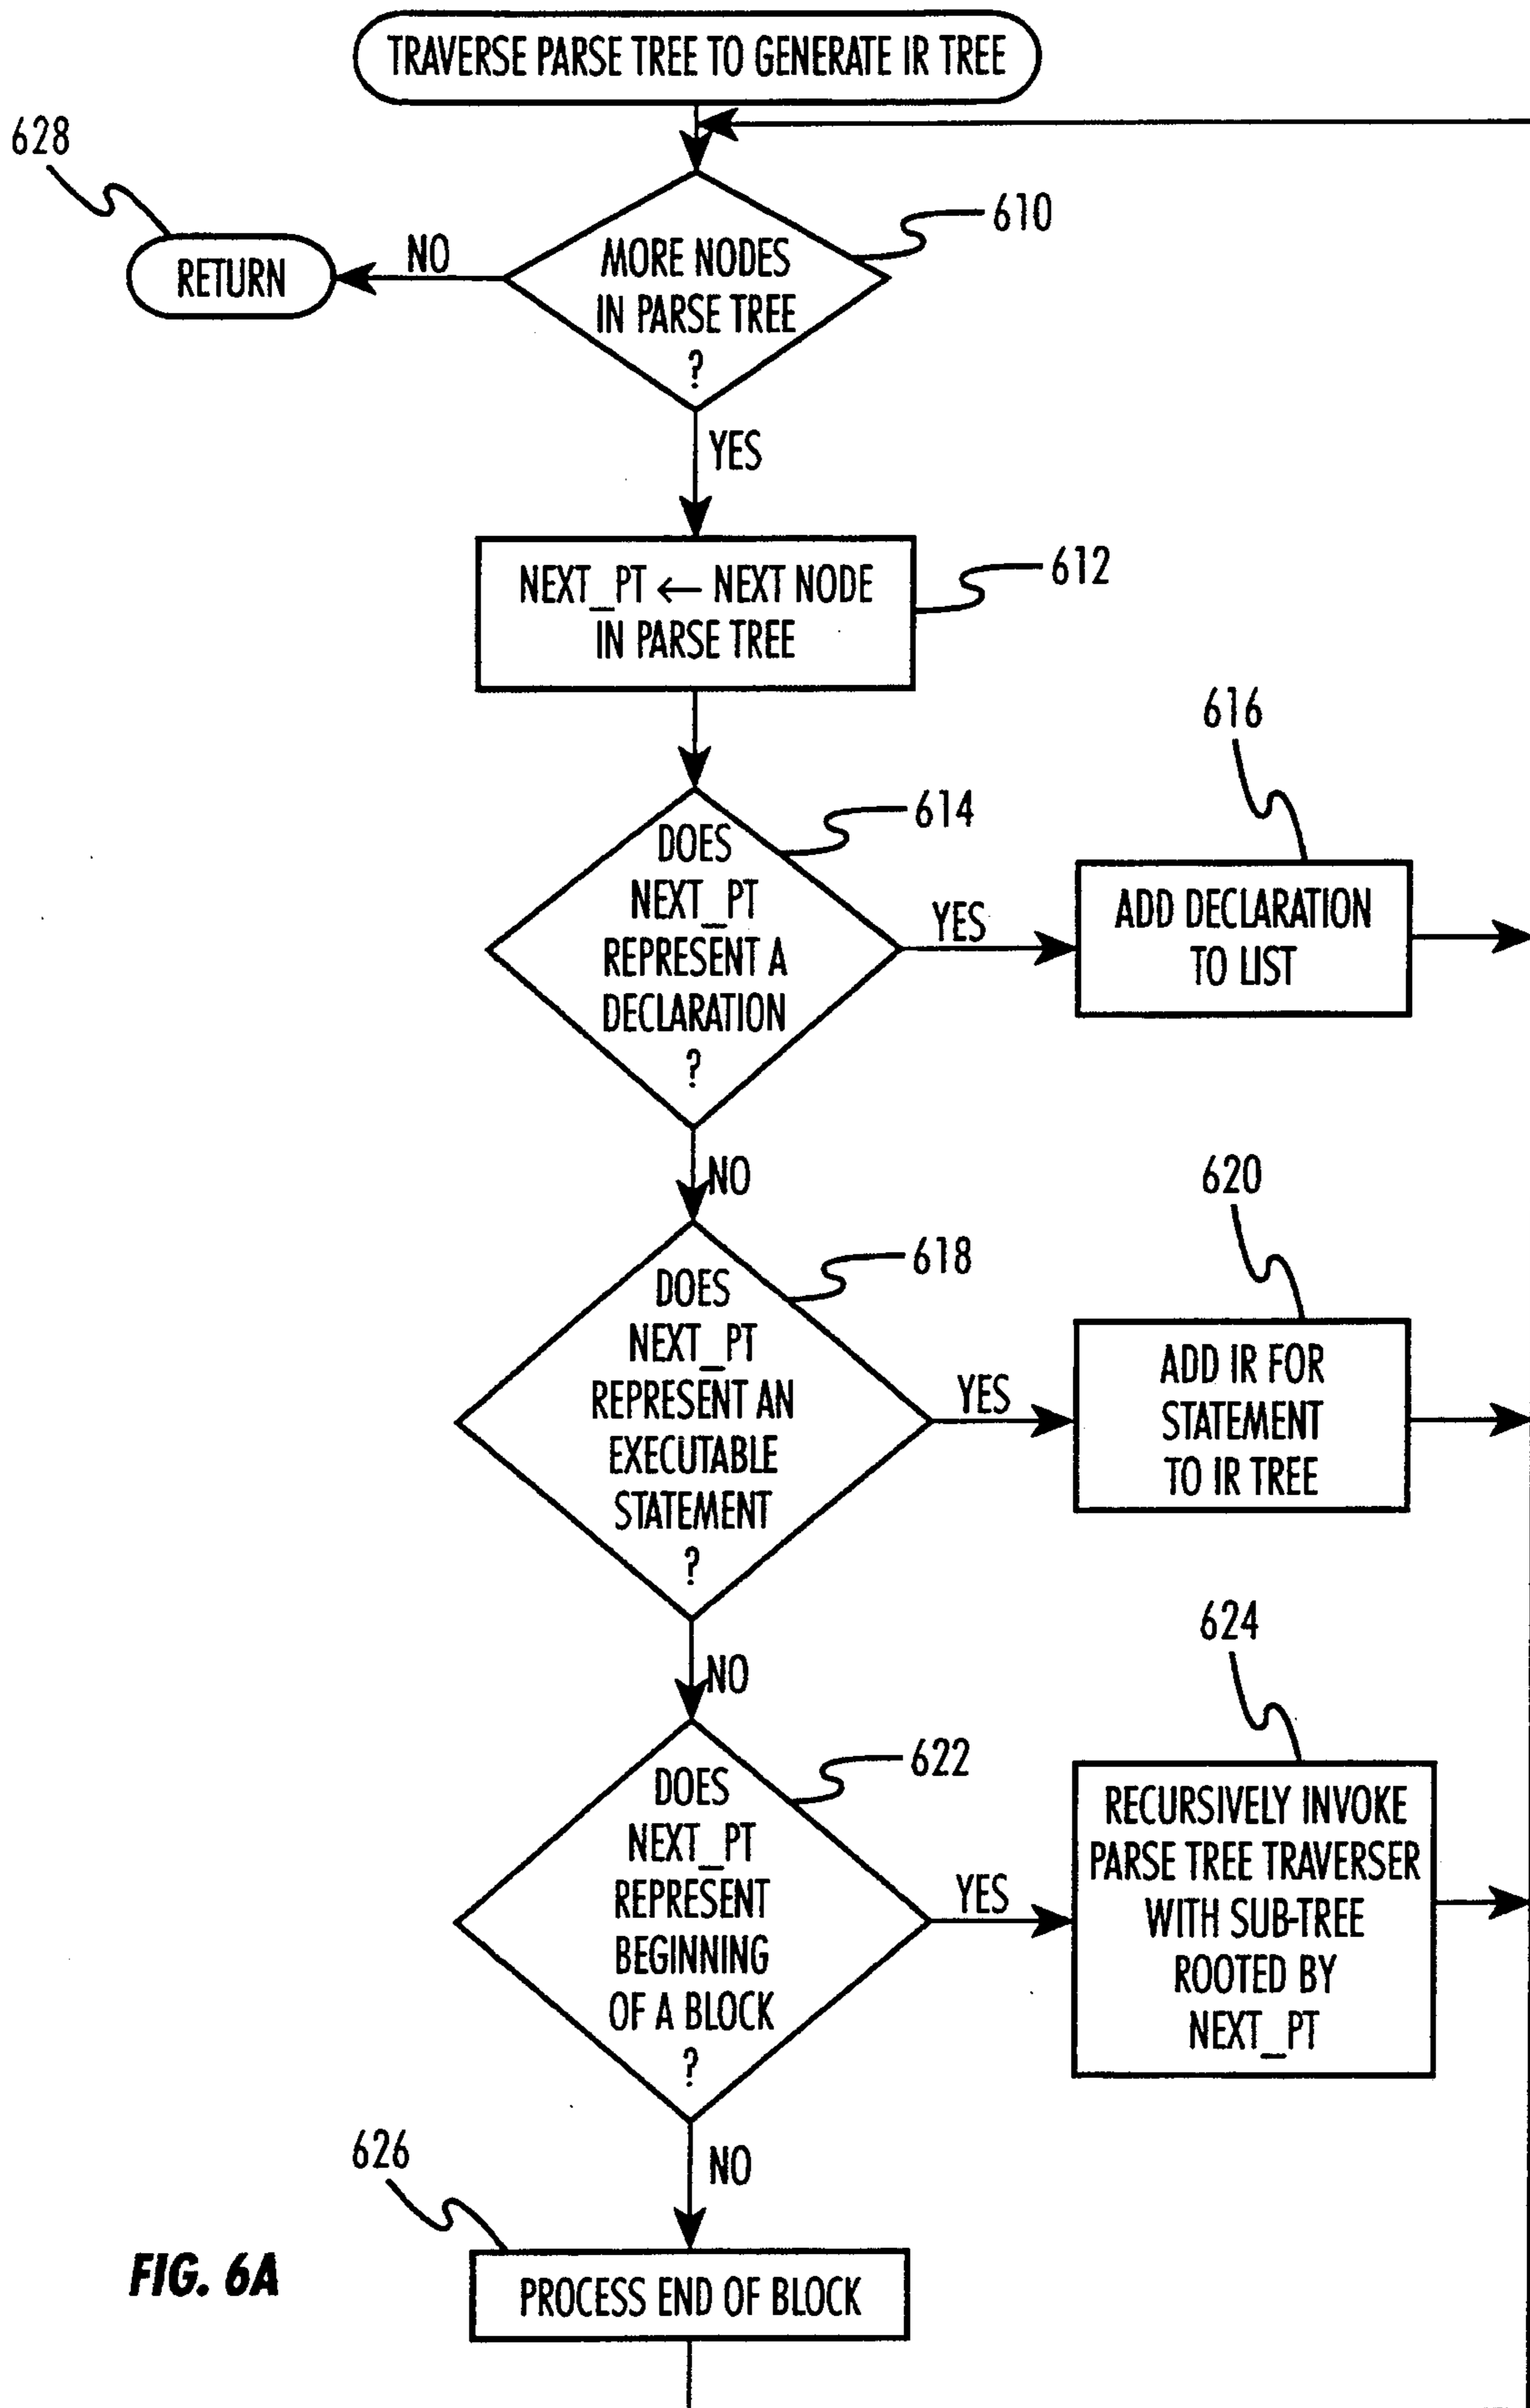 TRAVERSE PARSE TREE TO GENERATE IR TREE
628
610
RETURN
NO
MORE NODES
IN PARSE TREE
?
YES
NEXT_PT ← NEXT NODE
IN PARSE TREE
612
616
614
DOES
NEXT_PT
REPRESENT A
DECLARATION
?
YES
ADD DECLARATION
TO LIST
NO
620
618
DOES
NEXT_PT
REPRESENT AN
EXECUTABLE
STATEMENT
?
YES
ADD IR FOR
STATEMENT
TO IR TREE
NO
624
622
DOES
NEXT_PT
REPRESENT
BEGINNING
OF A BLOCK
?
YES
RECURSIVELY INVOKE
PARSE TREE TRAVERSER
WITH SUB-TREE
ROOTED BY
NEXT_PT
NO
626
PROCESS END OF BLOCK
FIG. 6A